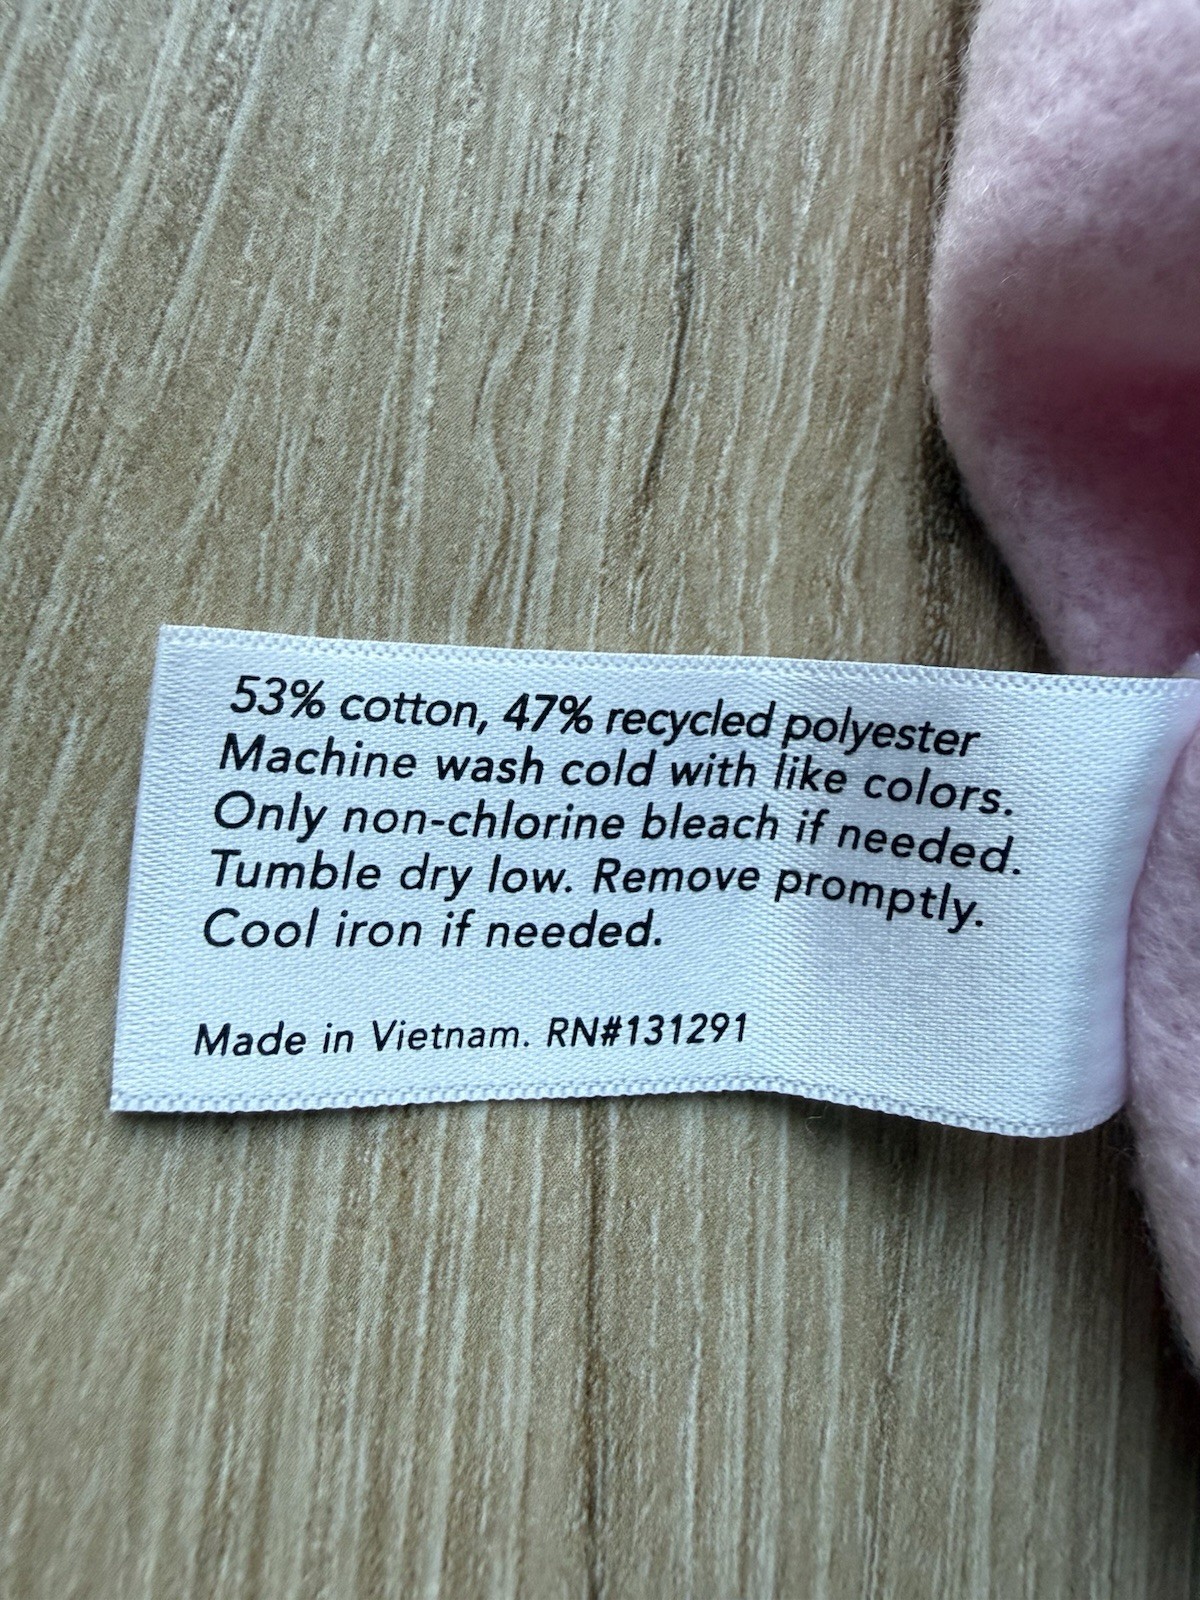 53% cotton, 47% recycled polyester
Machine wash cold with like colors.
Only non-chlorine bleach if needed.
Tumble dry low. Remove promptly.
Cool iron if needed.
Made in Vietnam. RN#131291